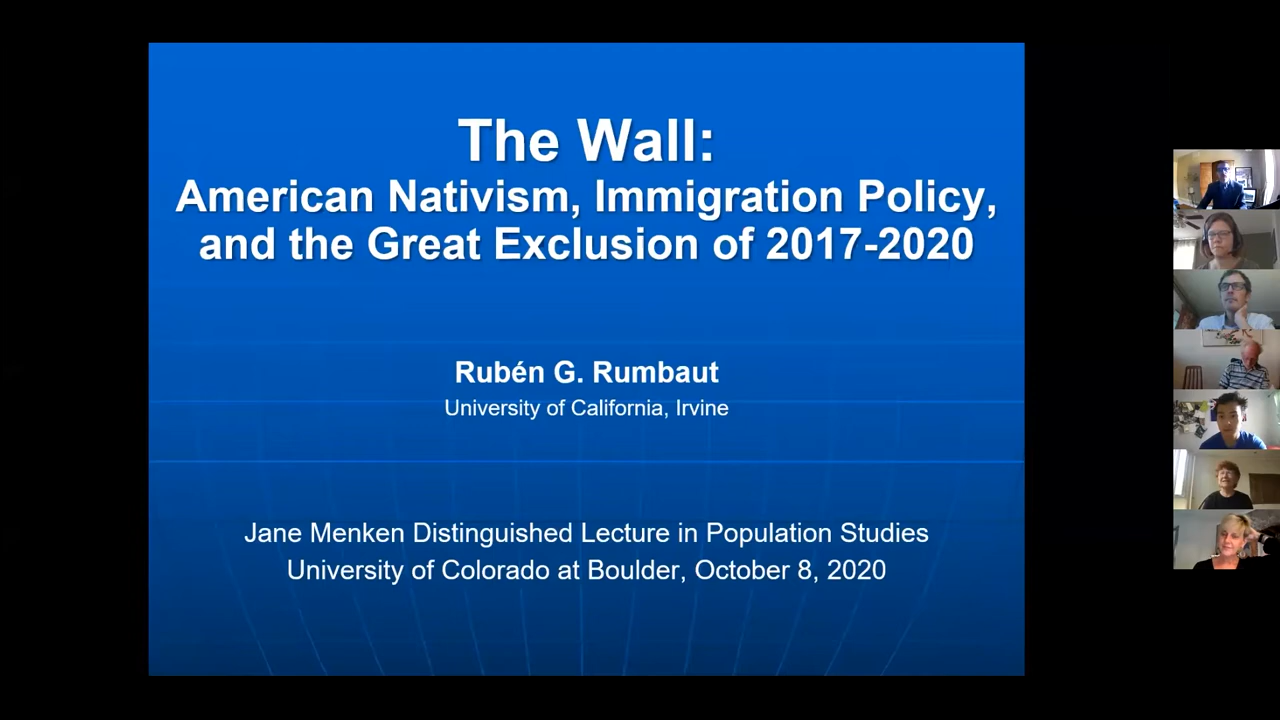 The Wall:
American Nativism, Immigration Policy,
and the Great Exclusion of 2017-2020
Rubén G. Rumbaut
University of California, Irvine
Jane Menken Distinguished Lecture in Population Studies
University of Colorado at Boulder, October 8, 2020